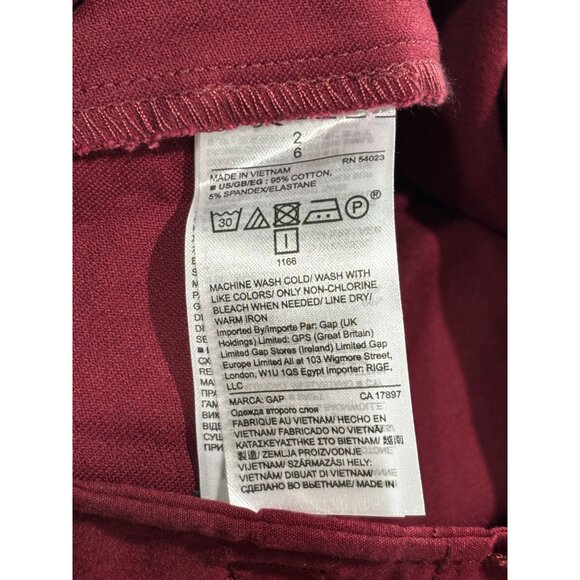 2
6
MADE IN VIETNAM RN 54023
■ US/GB/EG ; 95% COTTON,
5% SPANDEX/ELASTANE
30 P
I
1166
MACHINE WASH COLD/ WASH WITH
LIKE COLORS/ ONLY NON-CHLORINE
BLEACH WHEN NEEDED/ LINE DRY/
WARM IRON
Imported By/Importe Par: Gap (UK
Holdings) Limited: GPS (Great Britain)
Limited Gap Stores (Ireland) Limited Gap
Europe Limited All at 103 Wigmore Street,
London, W1U 1QS Egypt Importer: RIGE,
LLC
MARCA: GAP CA 17897
Одежда второго слоя
FABRIQUE AU VIETNAM/ HECHO EN
VIETNAM/ FABRICADO NO VIETNÃ/
ΚΑΤΑΣΚΕΥΑΣΤΗΚΕ ΣΤΟ ΒΙΕΤΝΑΜ/ 越南
製造/ ZEMLJA PROIZVODNJE
VIJETNAM/ SZÁRMAZÁSI HELY:
VIETNÁM/ DIBUAT DI VIETNAM/
СДЕЛАНО ВО ВЬЕТНАМЕ/ MADE IN